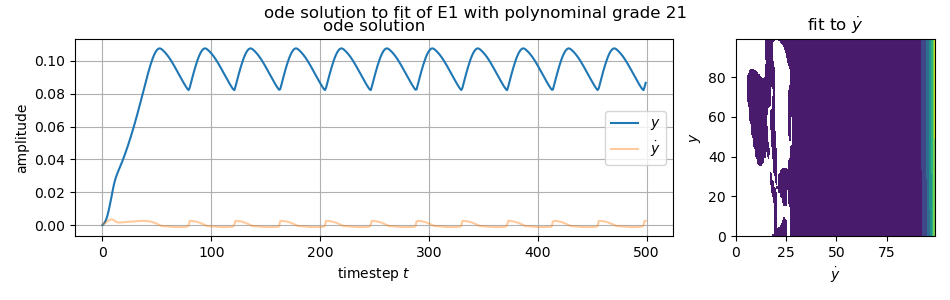 ode solution to fit of E1 with polynominal grade 21
ode solution
fit to ẏ
amplitude
0.10
0.08
0.06
0.04
0.02
0.00
0
100
200
300
400
500
timestep t
y
ẏ
y
80
60
40
20
0
0
25
50
75
ẏ